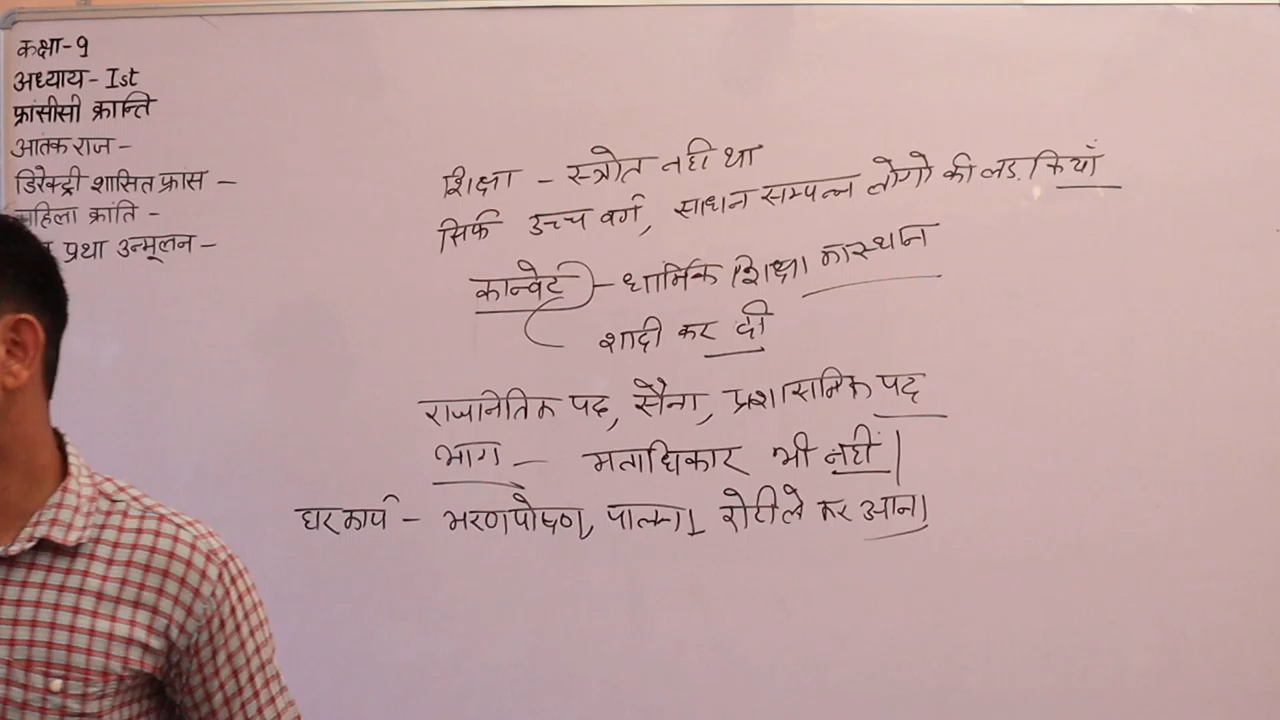 कक्षा-9
अध्याय- Ist
फ्रांसीसी क्रान्ति
आतंक राज -
डिरेक्ट्री शासित फ्रांस -
महिला क्रांति -
प्रथा उन्मूलन -
शिक्षा - स्त्रोत नही था
सिर्फ उच्च वर्ग, साधन सम्पन्न लोगो की लड़कियाँ
कान्वेट - धार्मिक शिक्षा का स्थान
शादी कर दी
राजनितिक पद, सैना, प्रशासनिक पद
भाग - मताधिकार भी नहीं।
घर कार्य - भरणपोषण, पालना। रोटी ले कर आना।